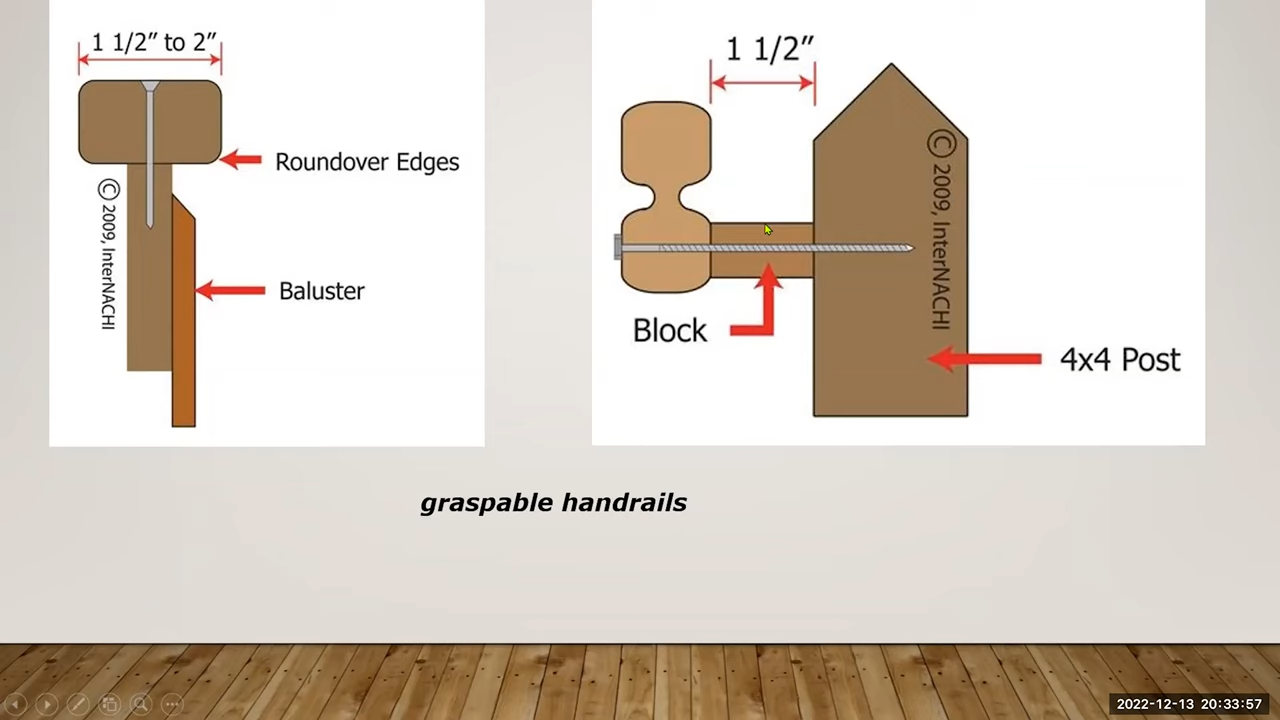 1 1/2” to 2”
Roundover Edges
© 2009, InterNACHI
Baluster
1 1/2”
© 2009, InterNACHI
Block
4x4 Post
graspable handrails
2022-12-13 20:33:57